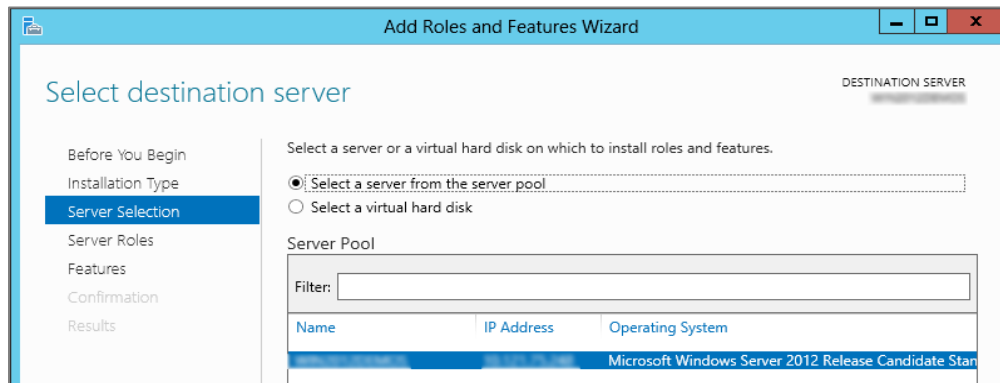 Add Roles and Features Wizard
Select destination server
DESTINATION SERVER
Before You Begin
Installation Type
Server Selection
Server Roles
Features
Confirmation
Results
Select a server or a virtual hard disk on which to install roles and features.
Select a server from the server pool
Select a virtual hard disk
Server Pool
Filter:
Name IP Address Operating System
Microsoft Windows Server 2012 Release Candidate Stan